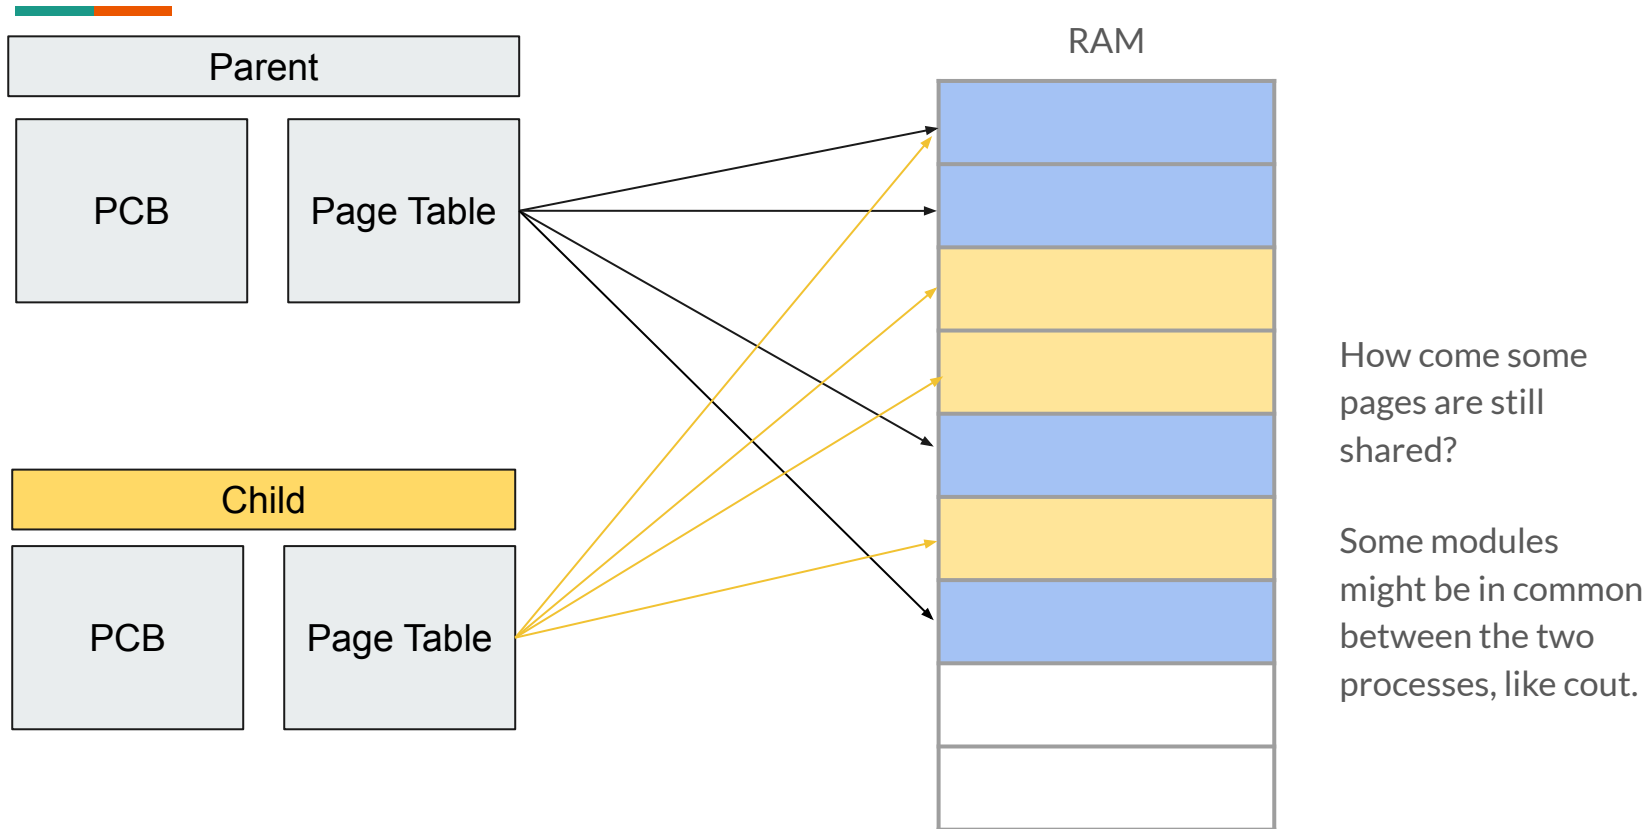 Parent
PCB
Page Table
Child
PCB
Page Table
RAM
How come some
pages are still
shared?
Some modules
might be in common
between the two
processes, like cout.